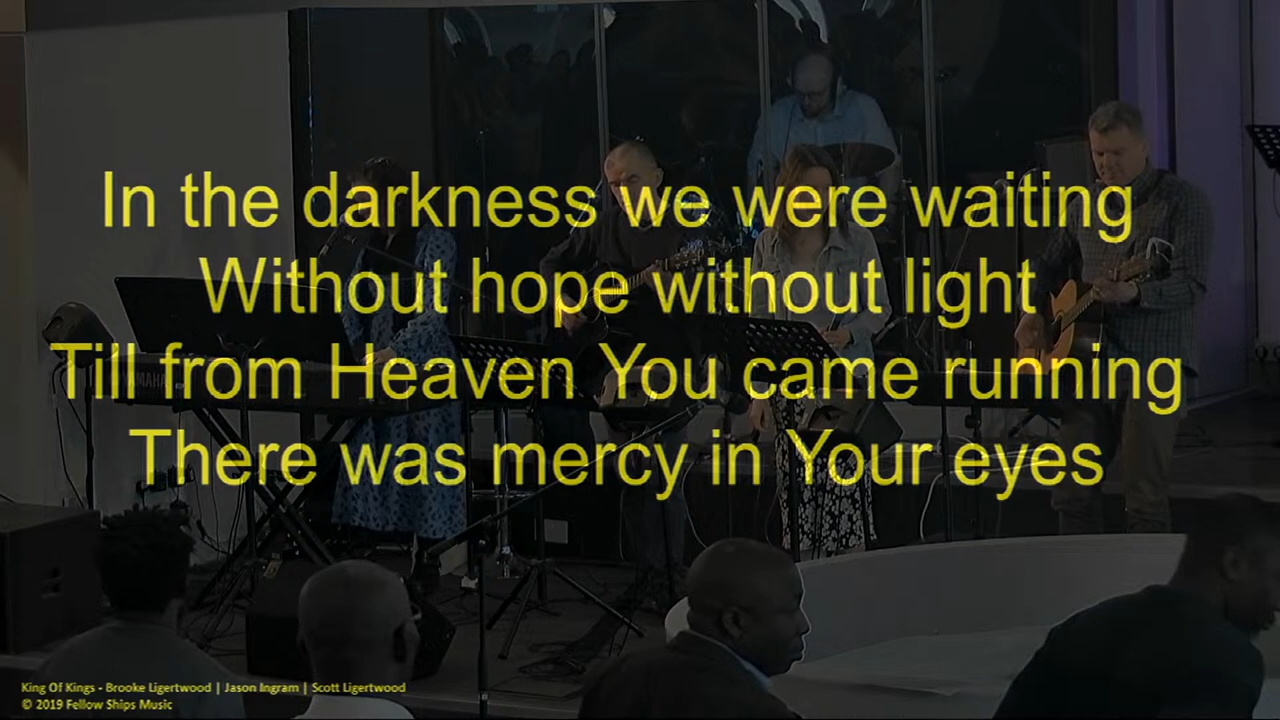 In the darkness we were waiting
Without hope without light
Till from Heaven You came running
There was mercy in Your eyes
YAMAHA
King Of Kings - Brooke Ligertwood | Jason Ingram | Scott Ligertwood
© 2019 Fellow Ships Music